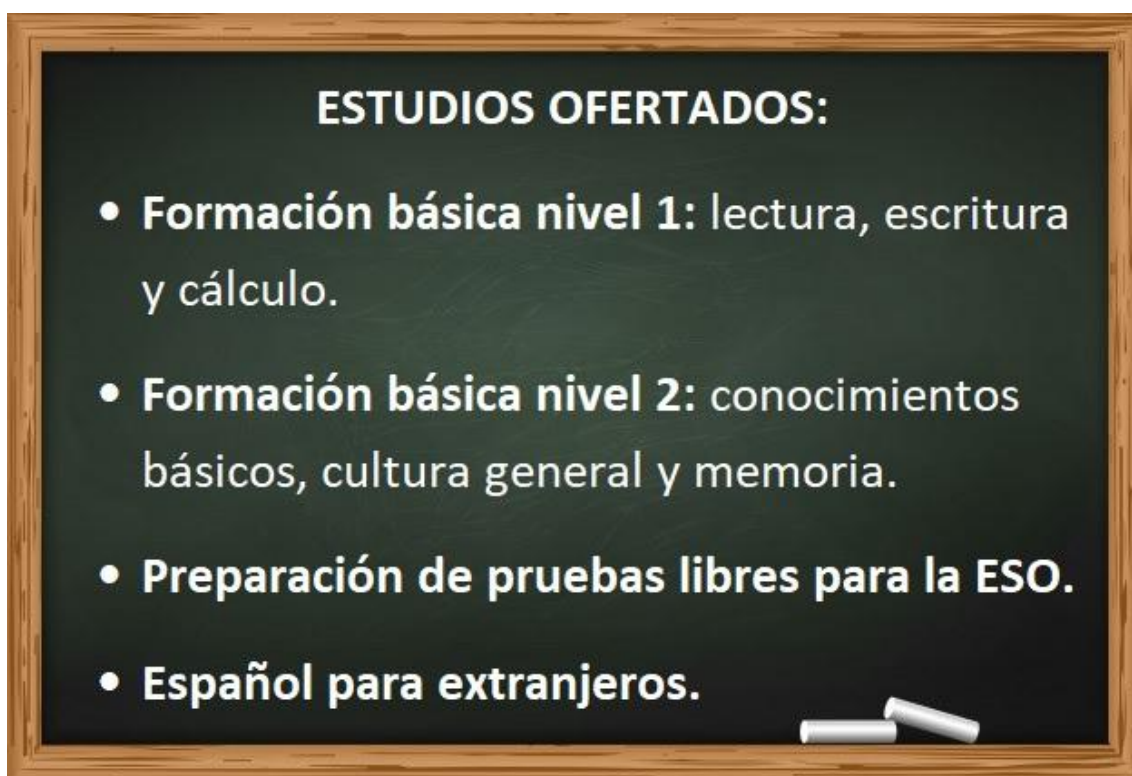 ESTUDIOS OFERTADOS:
• Formación básica nivel 1: lectura, escritura
y cálculo.
• Formación básica nivel 2: conocimientos
básicos, cultura general y memoria.
• Preparación de pruebas libres para la ESO.
• Español para extranjeros.